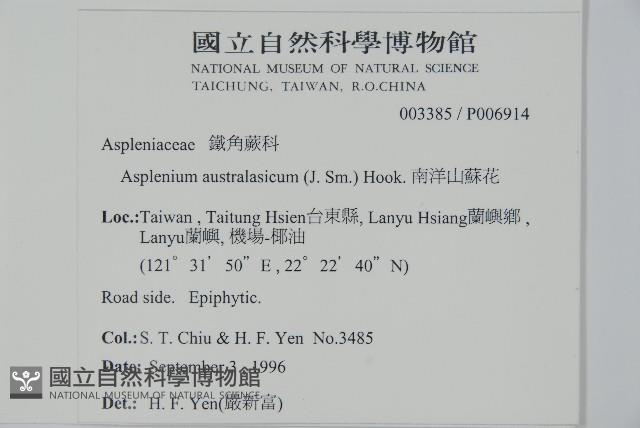 國立自然科學博物館
NATIONAL MUSEUM OF NATURAL SCIENCE
TAICHUNG, TAIWAN, R.O.CHINA
003385 / P006914
Aspleniaceae 鐵角蕨科
Asplenium australasicum (J. Sm.) Hook. 南洋山蘇花
Loc.:Taiwan , Taitung Hsien台東縣, Lanyu Hsiang蘭嶼鄉 ,
Lanyu蘭嶼, 機場-椰油
(121° 31′ 50” E , 22° 22′ 40” N)
Road side. Epiphytic.
Col.: S. T. Chiu & H. F. Yen No.3485
Date: September 3, 1996
國立自然科學博物館
NATIONAL MUSEUM OF NATURAL SCIENCE
Det.: H. F. Yen(嚴新富)